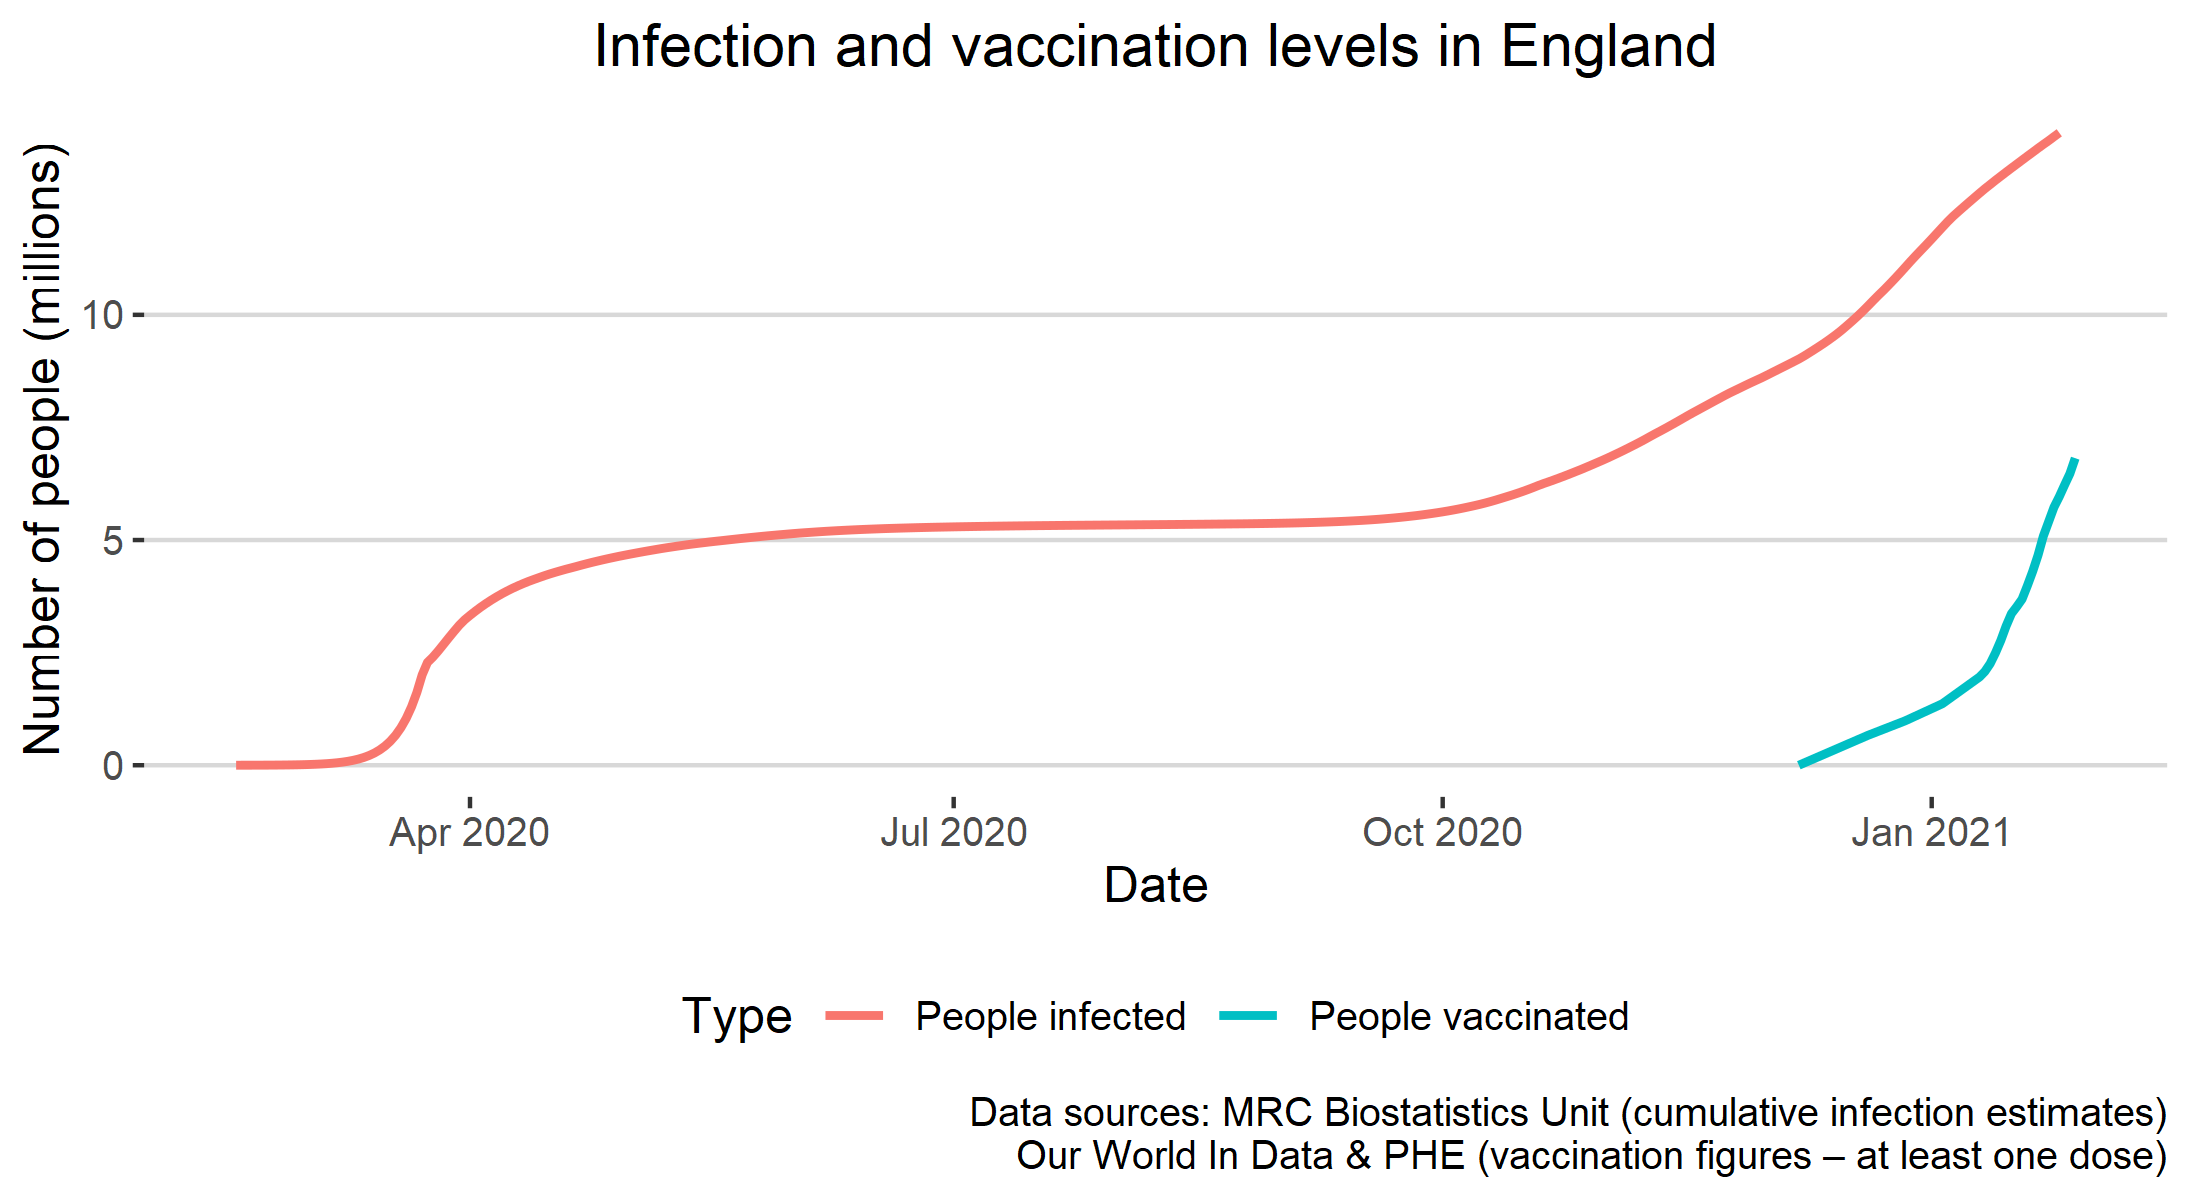 Infection and vaccination levels in England
Number of people (millions)
10
5
0
Apr 2020
Jul 2020
Oct 2020
Jan 2021
Date
Type
People infected
People vaccinated
Data sources: MRC Biostatistics Unit (cumulative infection estimates)
Our World In Data & PHE (vaccination figures – at least one dose)